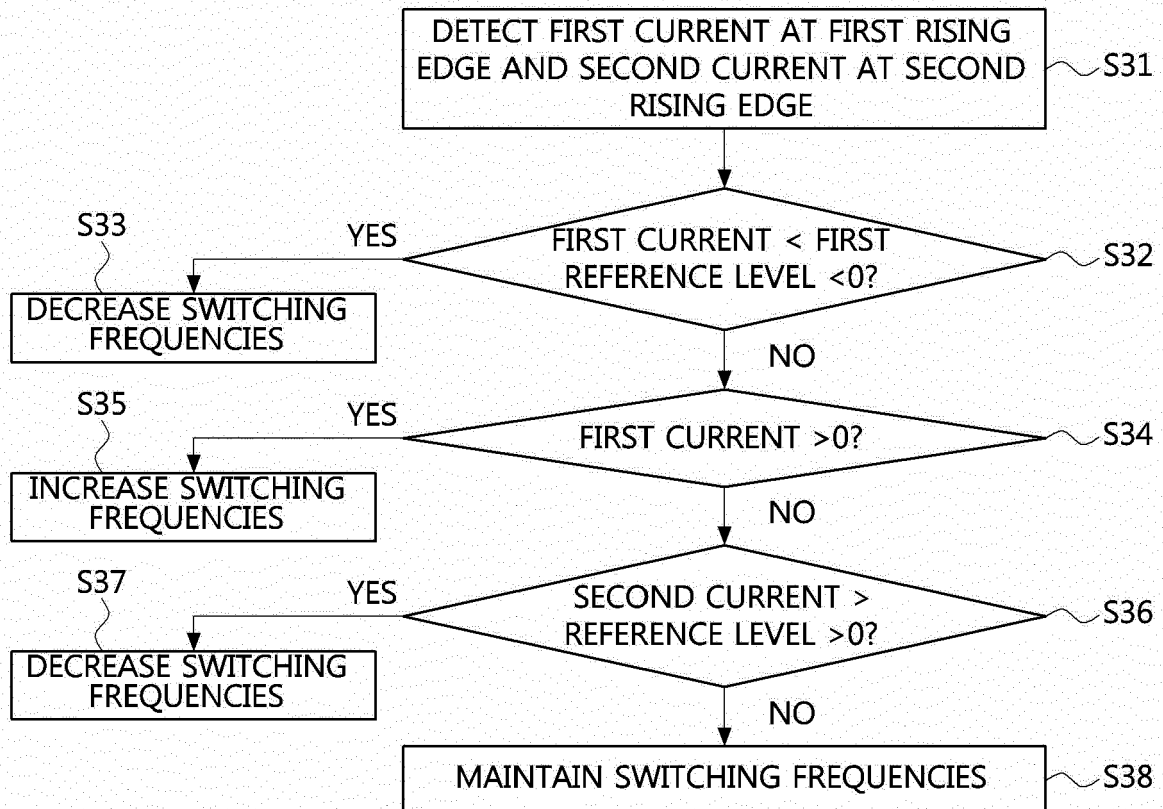 DETECT FIRST CURRENT AT FIRST RISING
EDGE AND SECOND CURRENT AT SECOND
RISING EDGE
S31
S33
YES
FIRST CURRENT < FIRST
REFERENCE LEVEL <0?
S32
DECREASE SWITCHING
FREQUENCIES
NO
S35
YES
FIRST CURRENT >0?
S34
INCREASE SWITCHING
FREQUENCIES
NO
S37
YES
SECOND CURRENT >
REFERENCE LEVEL >0?
S36
DECREASE SWITCHING
FREQUENCIES
NO
MAINTAIN SWITCHING FREQUENCIES
S38